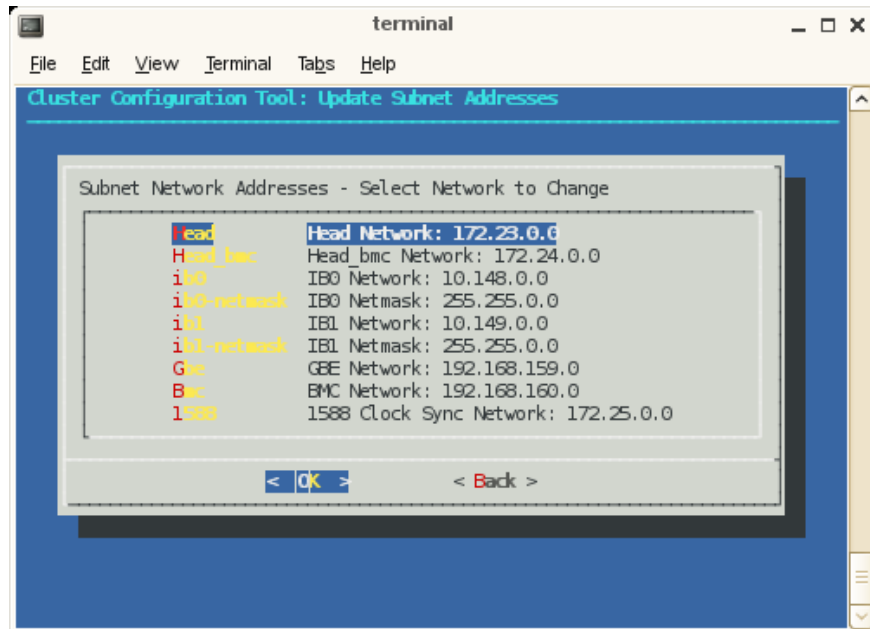 terminal
File Edit View Terminal Tabs Help
Cluster Configuration Tool: Update Subnet Addresses
Subnet Network Addresses - Select Network to Change
Head Head Network: 172.23.0.0
Head_bmc Head_bmc Network: 172.24.0.0
ib0 IB0 Network: 10.148.0.0
ib0-netmask IB0 Netmask: 255.255.0.0
ib1 IB1 Network: 10.149.0.0
ib1-netmask IB1 Netmask: 255.255.0.0
Gbe GBE Network: 192.168.159.0
Bmc BMC Network: 192.168.160.0
1588 1588 Clock Sync Network: 172.25.0.0
< OK > < Back >